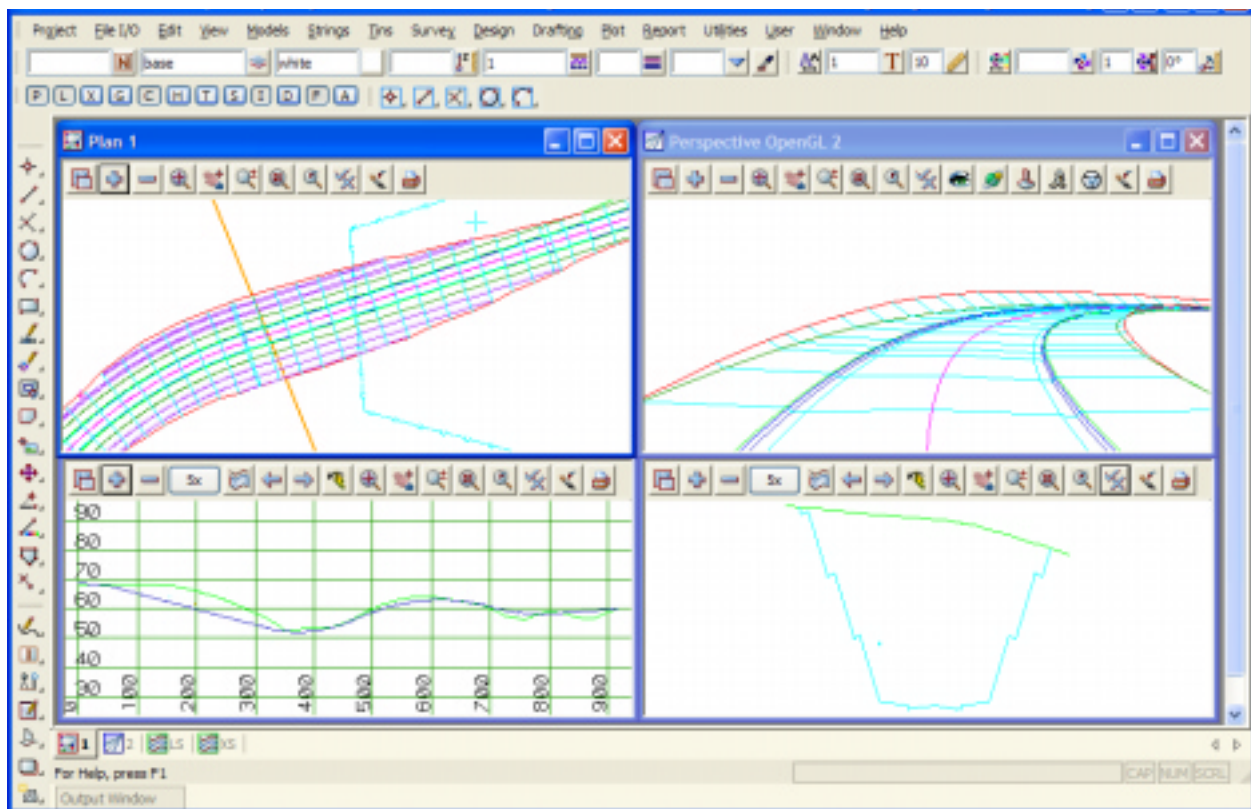 Project File I/O Edit View Models Strings Tins Survey Design Drafting Plot Report Utilities User Window Help
N base white 1 1 T 10 1 0°
P L X G C H T S I D F A
Plan 1
Perspective OpenGL 2
5x
5x
90
80
70
60
50
40
30
0 100 200 300 400 500 600 700 800 900
1 2 LS XS
For Help, press F1
CAP NUM SCRL
Output Window